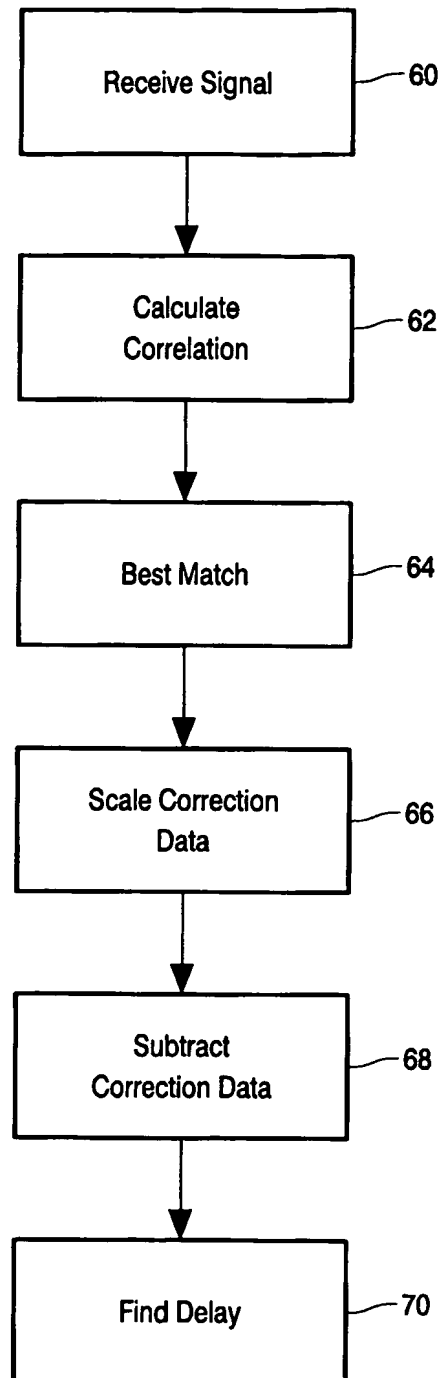 Receive Signal
60
Calculate
Correlation
62
Best Match
64
Scale Correction
Data
66
Subtract
Correction Data
68
Find Delay
70